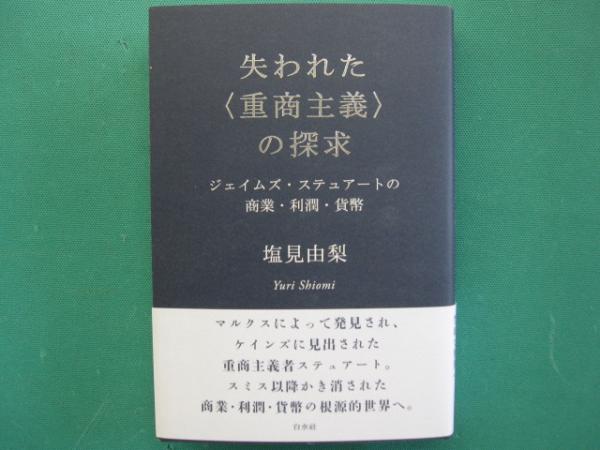 失われた
〈重商主義〉
の探求
ジェイムズ・ステュアートの
商業・利潤・貨幣
塩見由梨
Yuri Shiomi
マルクスによって発見され、
ケインズに見出された
重商主義者ステュアート。
スミス以降かき消された
商業・利潤・貨幣の根源的世界へ。
白水社